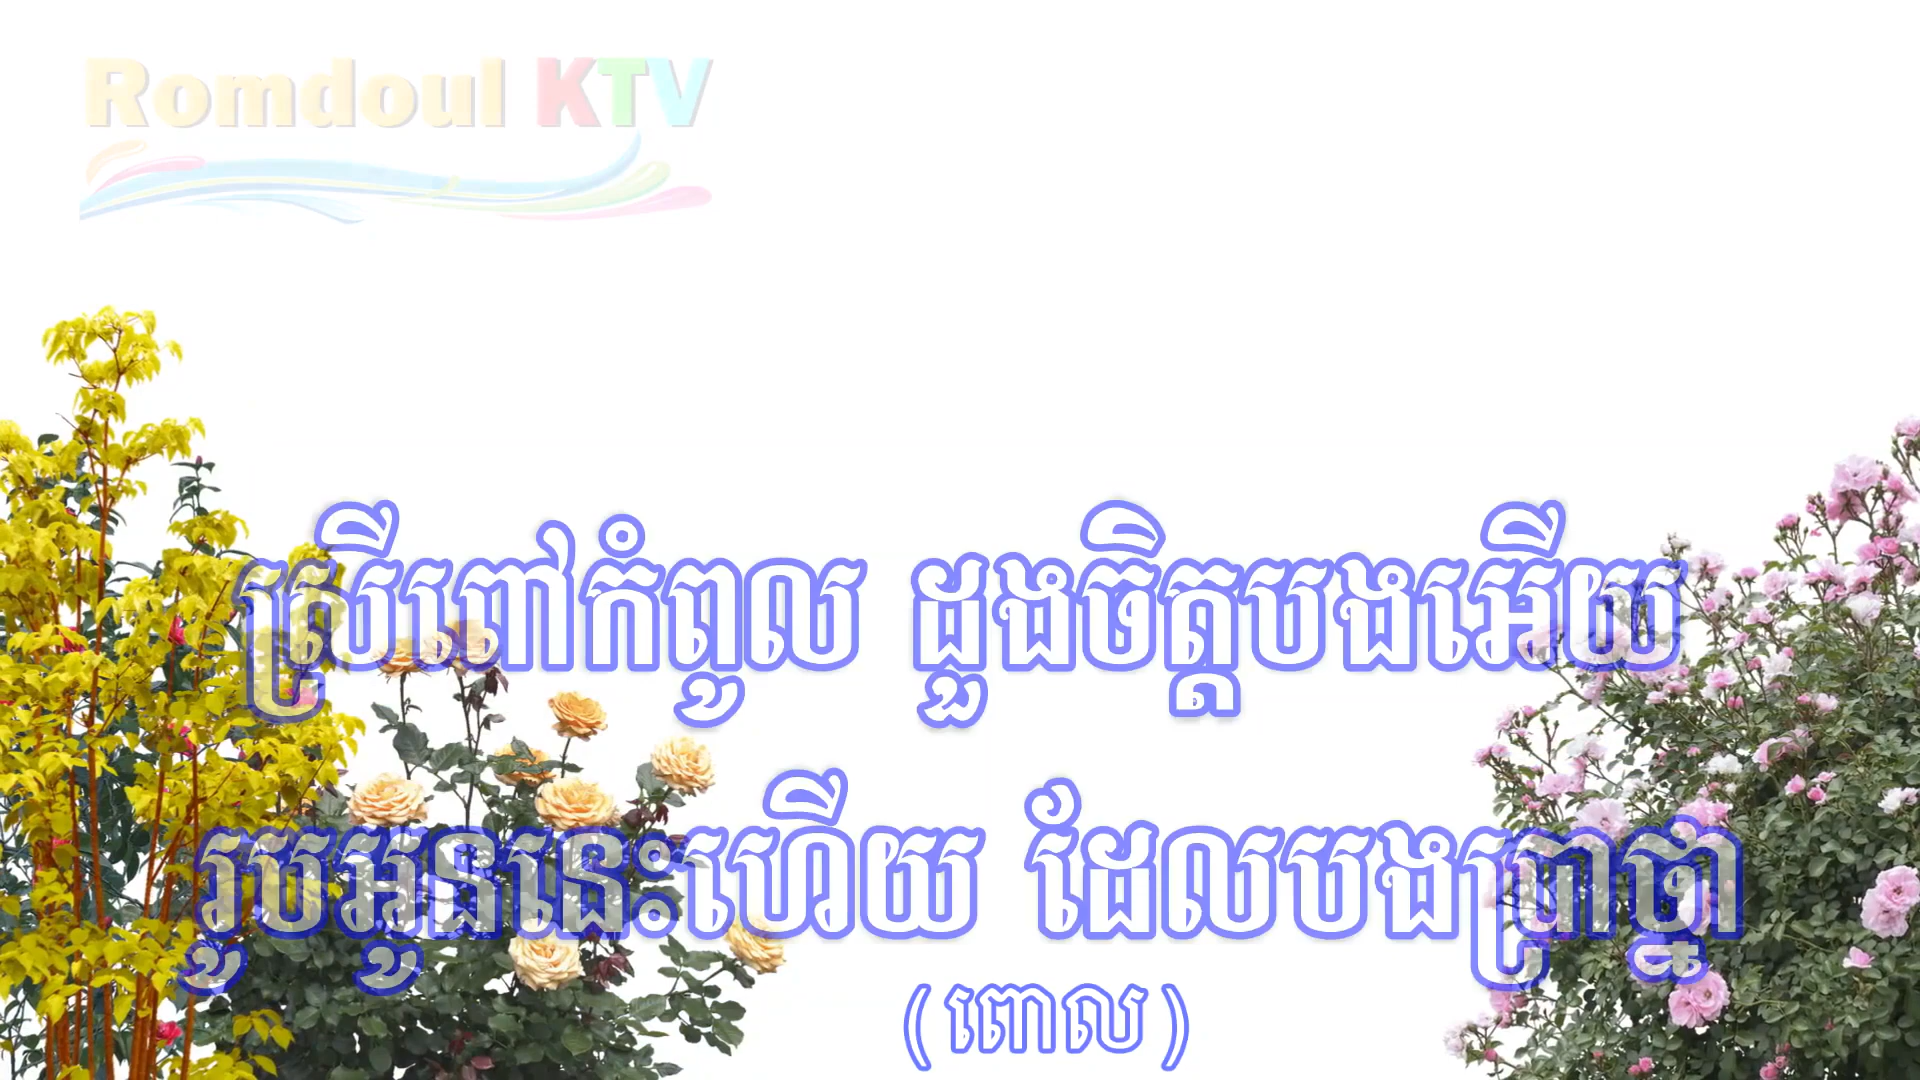 Romdoul KTV
ស្រីពៅកំពូល ដួងចិត្តបងអើយ
រូបអូននេះហើយ ដែលបងប្រាថ្នា
(ពោល)